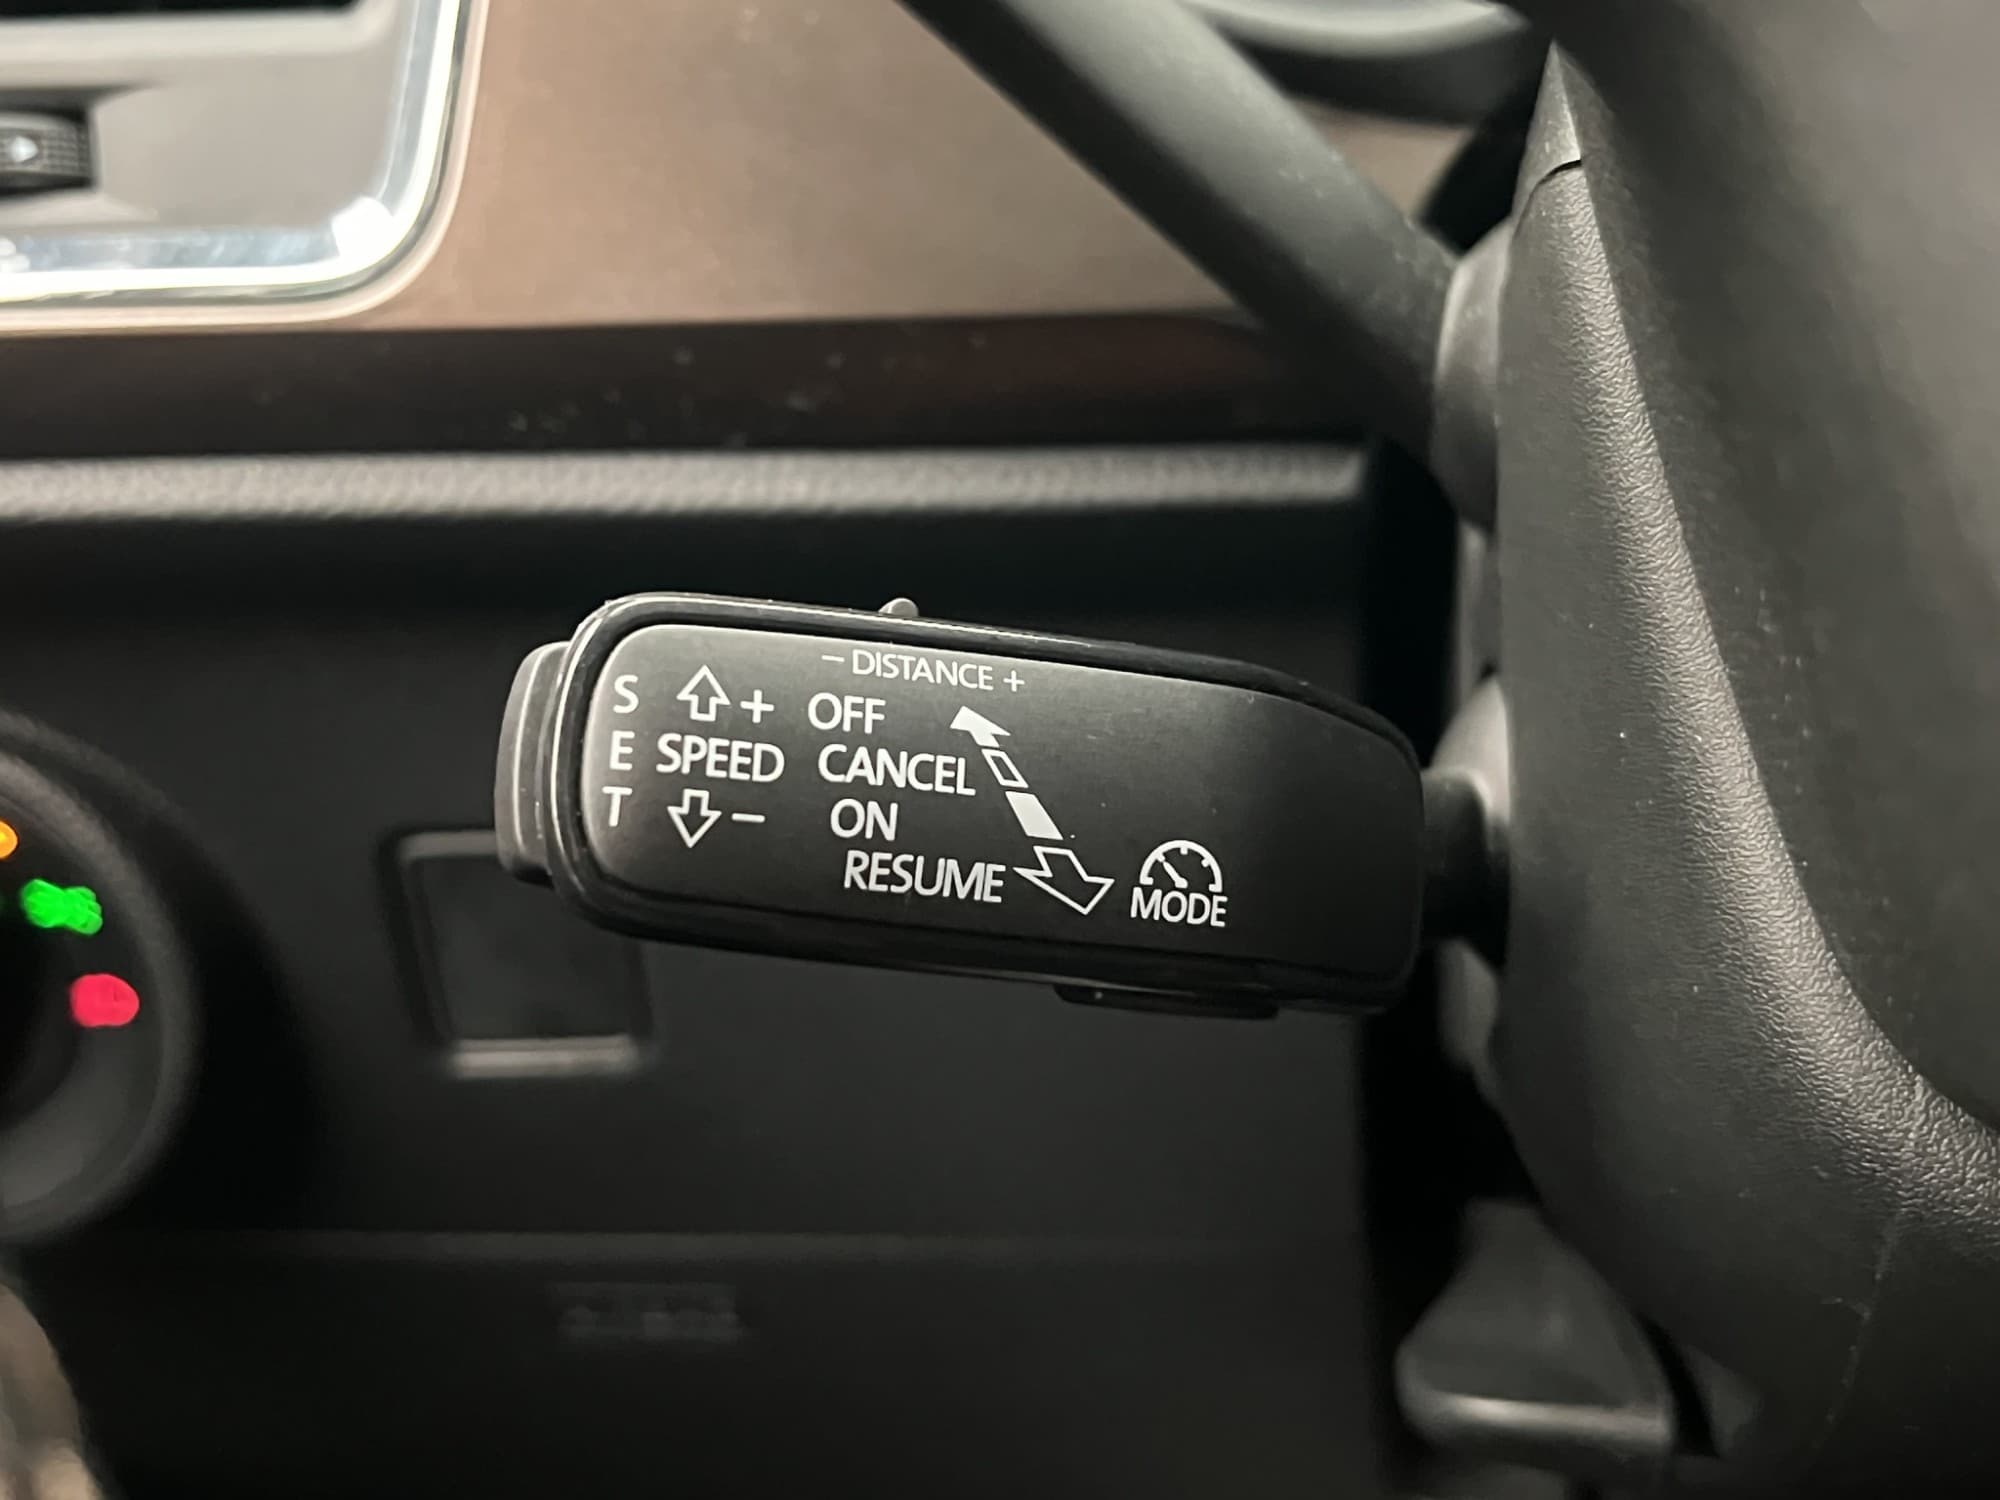 − DISTANCE +
S + OFF
E SPEED CANCEL
T − ON
RESUME
MODE